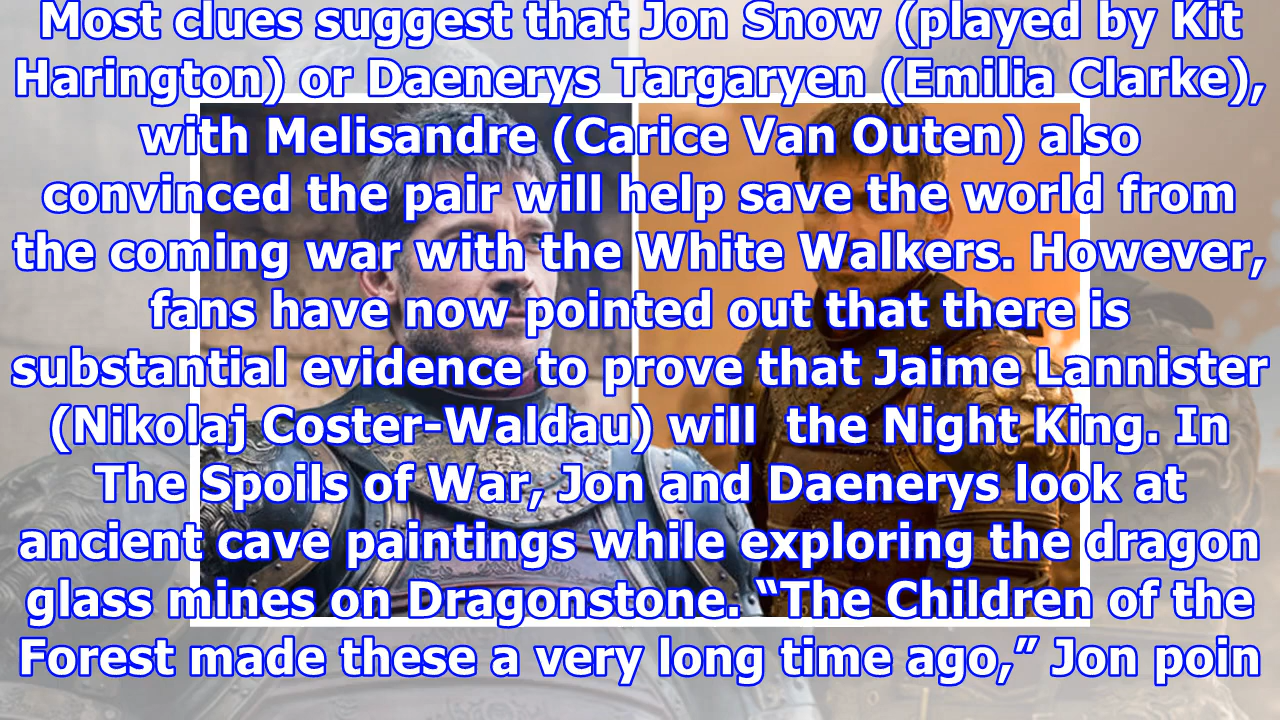 Most clues suggest that Jon Snow (played by Kit
Harington) or Daenerys Targaryen (Emilia Clarke),
with Melisandre (Carice Van Outen) also
convinced the pair will help save the world from
the coming war with the White Walkers. However,
fans have now pointed out that there is
substantial evidence to prove that Jaime Lannister
(Nikolaj Coster-Waldau) will  the Night King. In
The Spoils of War, Jon and Daenerys look at
ancient cave paintings while exploring the dragon
glass mines on Dragonstone. “The Children of the
Forest made these a very long time ago,” Jon poin